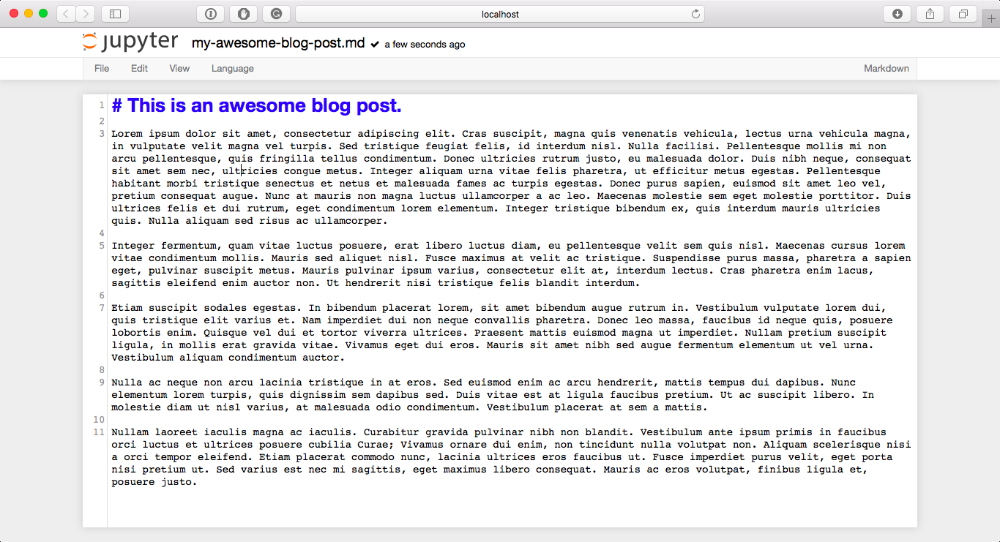 localhost
jupyter my-awesome-blog-post.md a few seconds ago
File Edit View Language Markdown
1 # This is an awesome blog post.
2
3 Lorem ipsum dolor sit amet, consectetur adipiscing elit. Cras suscipit, magna quis venenatis vehicula, lectus urna vehicula magna,
in vulputate velit magna vel turpis. Sed tristique feugiat felis, id interdum nisl. Nulla facilisi. Pellentesque mollis mi non
arcu pellentesque, quis fringilla tellus condimentum. Donec ultricies rutrum justo, eu malesuada dolor. Duis nibh neque, consequat
sit amet sem nec, ultricies congue metus. Integer aliquam urna vitae felis pharetra, ut efficitur metus egestas. Pellentesque
habitant morbi tristique senectus et netus et malesuada fames ac turpis egestas. Donec purus sapien, euismod sit amet leo vel,
pretium consequat augue. Nunc at mauris non magna luctus ullamcorper a ac leo. Maecenas molestie sem eget molestie porttitor. Duis
ultrices felis et dui rutrum, eget condimentum lorem elementum. Integer tristique bibendum ex, quis interdum mauris ultricies
quis. Nulla aliquam sed risus ac ullamcorper.
4
5 Integer fermentum, quam vitae luctus posuere, erat libero luctus diam, eu pellentesque velit sem quis nisl. Maecenas cursus lorem
vitae condimentum mollis. Mauris sed aliquet nisl. Fusce maximus at velit ac tristique. Suspendisse purus massa, pharetra a sapien
eget, pulvinar suscipit metus. Mauris pulvinar ipsum varius, consectetur elit at, interdum lectus. Cras pharetra enim lacus,
sagittis eleifend enim auctor non. Ut hendrerit nisi tristique felis blandit interdum.
6
7 Etiam suscipit sodales egestas. In bibendum placerat lorem, sit amet bibendum augue rutrum in. Vestibulum vulputate lorem dui,
quis tristique elit varius et. Nam imperdiet dui non neque convallis pharetra. Donec leo massa, faucibus id neque quis, posuere
lobortis enim. Quisque vel dui et tortor viverra ultrices. Praesent mattis euismod magna ut imperdiet. Nullam pretium suscipit
ligula, in mollis erat gravida vitae. Vivamus eget dui eros. Mauris sit amet nibh sed augue fermentum elementum ut vel urna.
Vestibulum aliquam condimentum auctor.
8
9 Nulla ac neque non arcu lacinia tristique in at eros. Sed euismod enim ac arcu hendrerit, mattis tempus dui dapibus. Nunc
elementum lorem turpis, quis dignissim sem dapibus sed. Duis vitae est at ligula faucibus pretium. Ut ac suscipit libero. In
molestie diam ut nisl varius, at malesuada odio condimentum. Vestibulum placerat at sem a mattis.
10
11 Nullam laoreet iaculis magna ac iaculis. Curabitur gravida pulvinar nibh non blandit. Vestibulum ante ipsum primis in faucibus
orci luctus et ultrices posuere cubilia Curae; Vivamus ornare dui enim, non tincidunt nulla volutpat non. Aliquam scelerisque nisi
a orci tempor eleifend. Etiam placerat commodo nunc, lacinia ultrices eros faucibus ut. Fusce imperdiet purus velit, eget porta
nisi pretium ut. Sed varius est nec mi sagittis, eget maximus libero consequat. Mauris ac eros volutpat, finibus ligula et,
posuere justo.